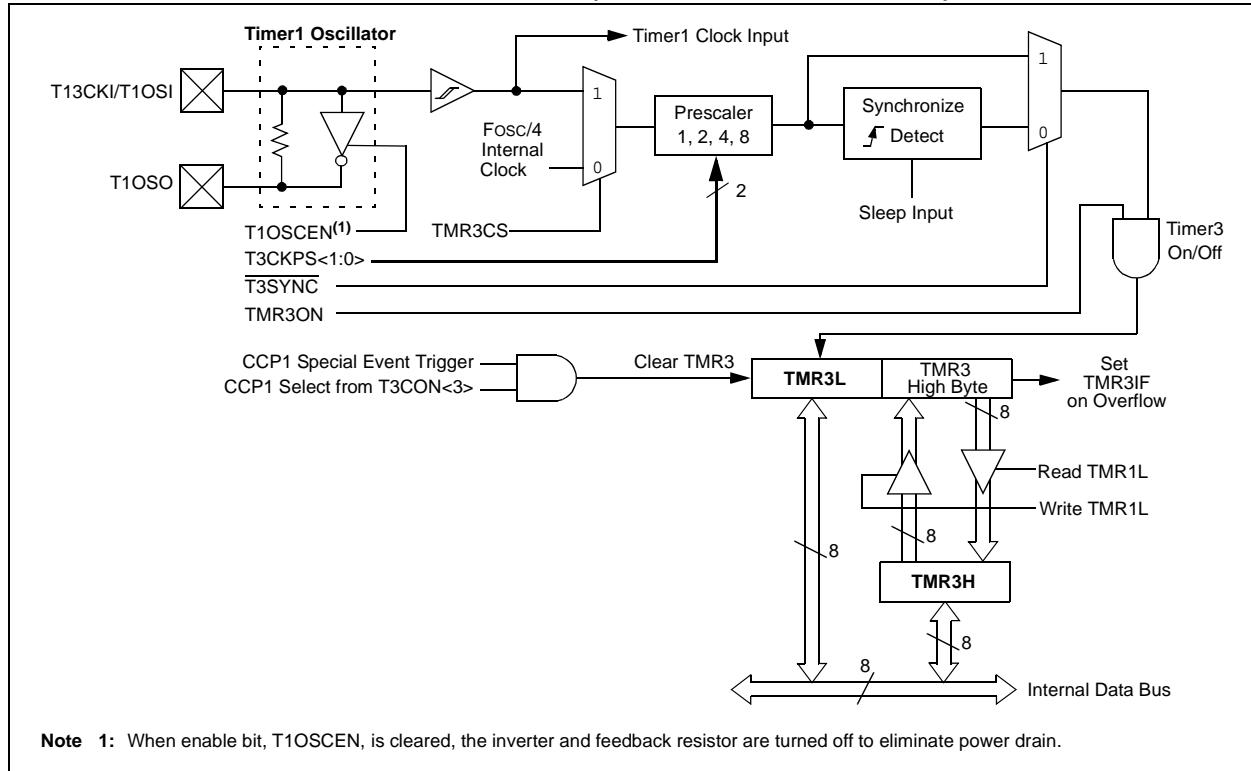 Timer1 Oscillator
Timer1 Clock Input
T13CKI/T1OSI
1
1
Prescaler
1, 2, 4, 8
Synchronize
Detect
FOSC/4
Internal
Clock
0
0
T1OSO
2
Sleep Input
T1OSCEN(1)
TMR3CS
Timer3
On/Off
T3CKPS<1:0>
T3SYNC
TMR3ON
CCP1 Special Event Trigger
CCP1 Select from T3CON<3>
Clear TMR3
TMR3L
TMR3
High Byte
Set
TMR3IF
on Overflow
8
Read TMR1L
Write TMR1L
8
8
TMR3H
8
8
Internal Data Bus
Note 1: When enable bit, T1OSCEN, is cleared, the inverter and feedback resistor are turned off to eliminate power drain.